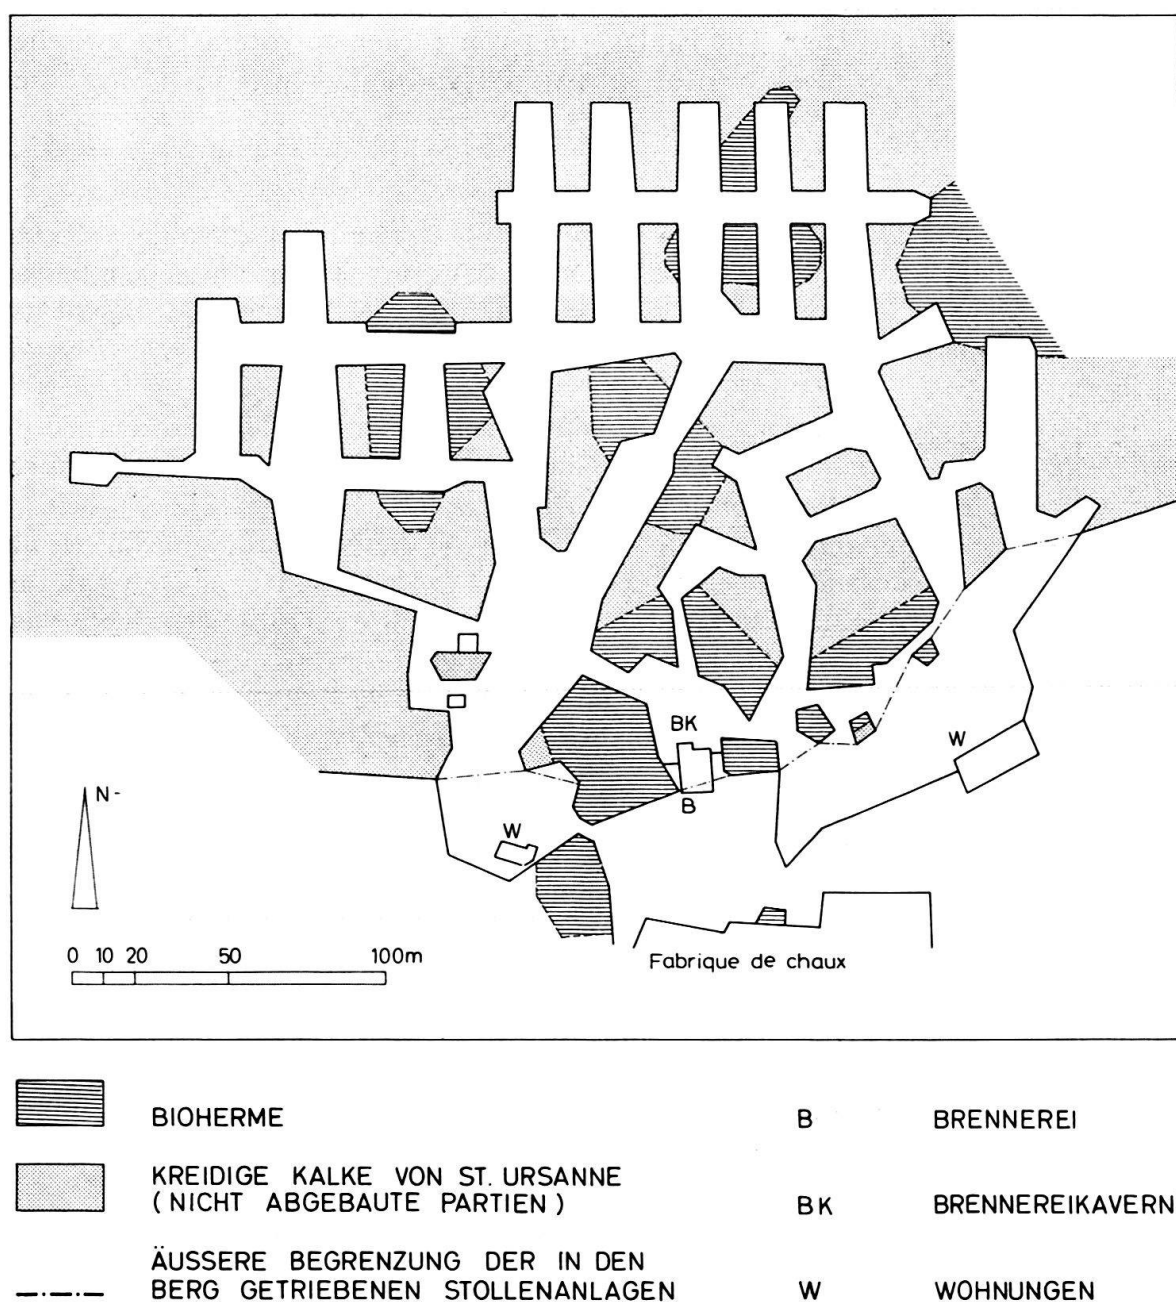 BK
W
B
N-
W
0 10 20 50 100m
Fabrique de chaux
BIOHERME
KREIDIGE KALKE VON ST. URSANNE
(NICHT ABGEBAUTE PARTIEN)
ÄUSSERE BEGRENZUNG DER IN DEN
BERG GETRIEBENEN STOLLENANLAGEN
B BRENNEREI
BK BRENNEREIKAVERN
W WOHNUNGEN